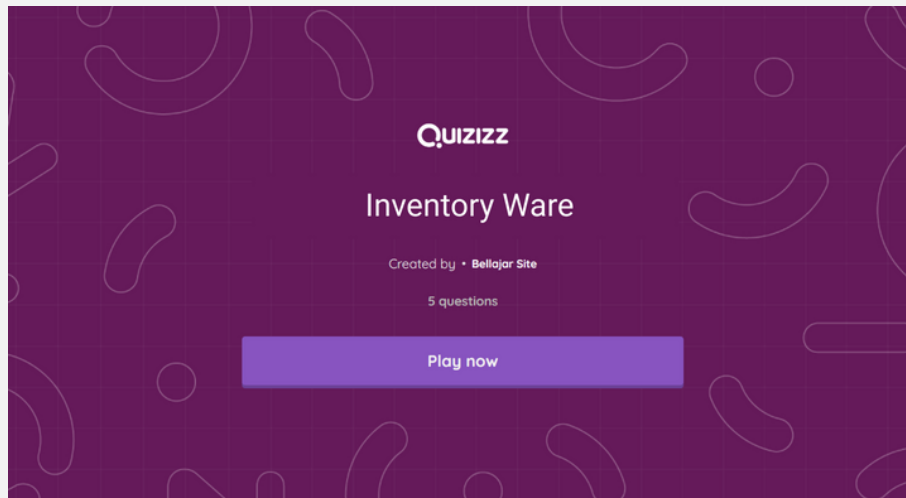 Quizizz
Inventory Ware
Created by • Bellajar Site
5 questions
Play now